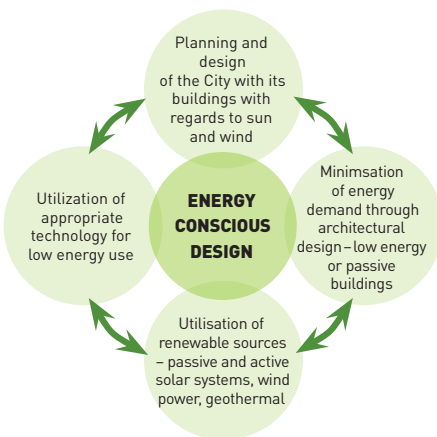 Planning and
design
of the City with its
buildings with
regards to sun
and wind
Utilization of
appropriate
technology for
low energy use
ENERGY
CONSCIOUS
DESIGN
Minimsation
of energy
demand through
architectural
design – low energy
or passive
buildings
Utilisation of
renewable sources
– passive and active
solar systems, wind
power, geothermal